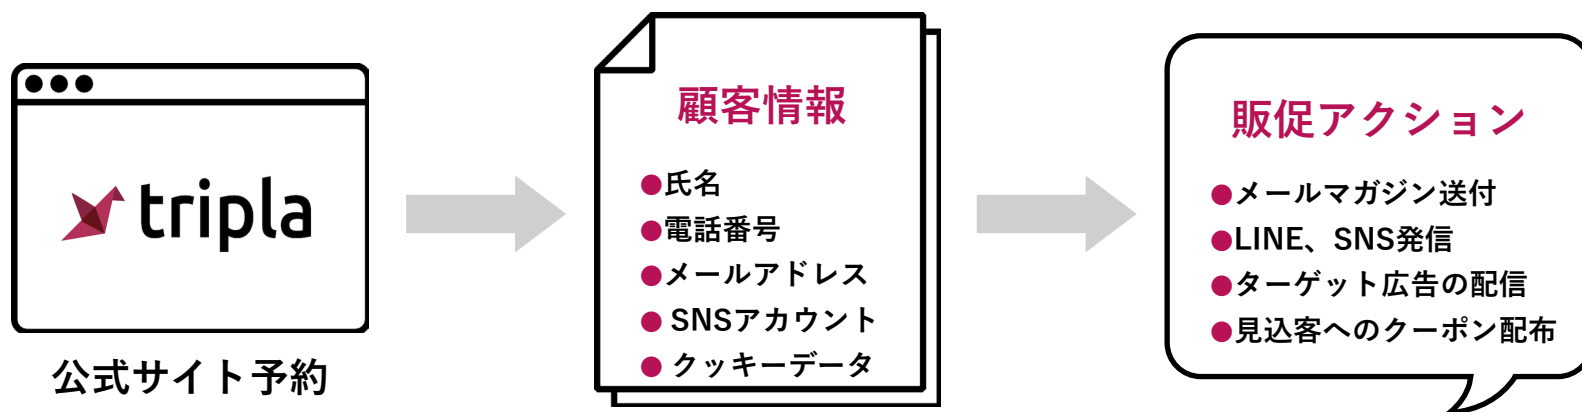 tripla
公式サイト予約
顧客情報
●氏名
●電話番号
●メールアドレス
● SNSアカウント
● クッキーデータ
販促アクション
●メールマガジン送付
●LINE、SNS発信
●ターゲット広告の配信
●見込客へのクーポン配布